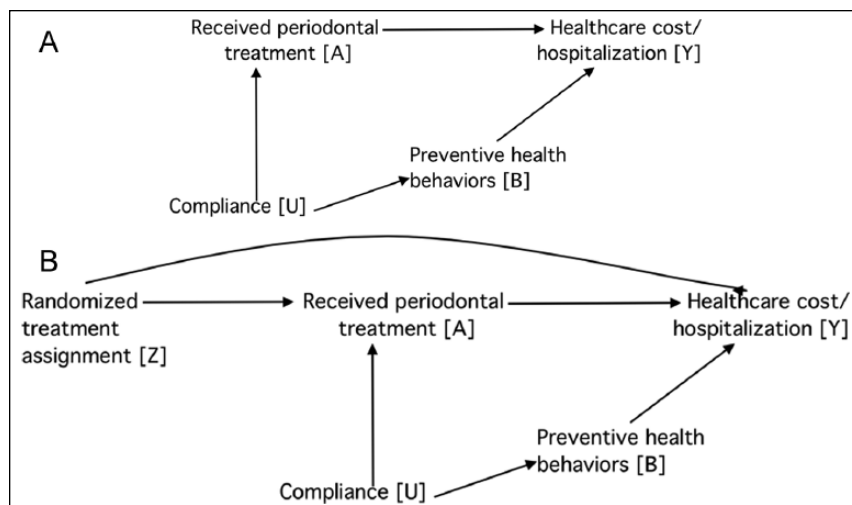 A
Received periodontal
treatment [A]
Healthcare cost/
hospitalization [Y]
Preventive health
behaviors [B]
Compliance [U]
B
Randomized
treatment
assignment [Z]
Received periodontal
treatment [A]
Healthcare cost/
hospitalization [Y]
Preventive health
behaviors [B]
Compliance [U]